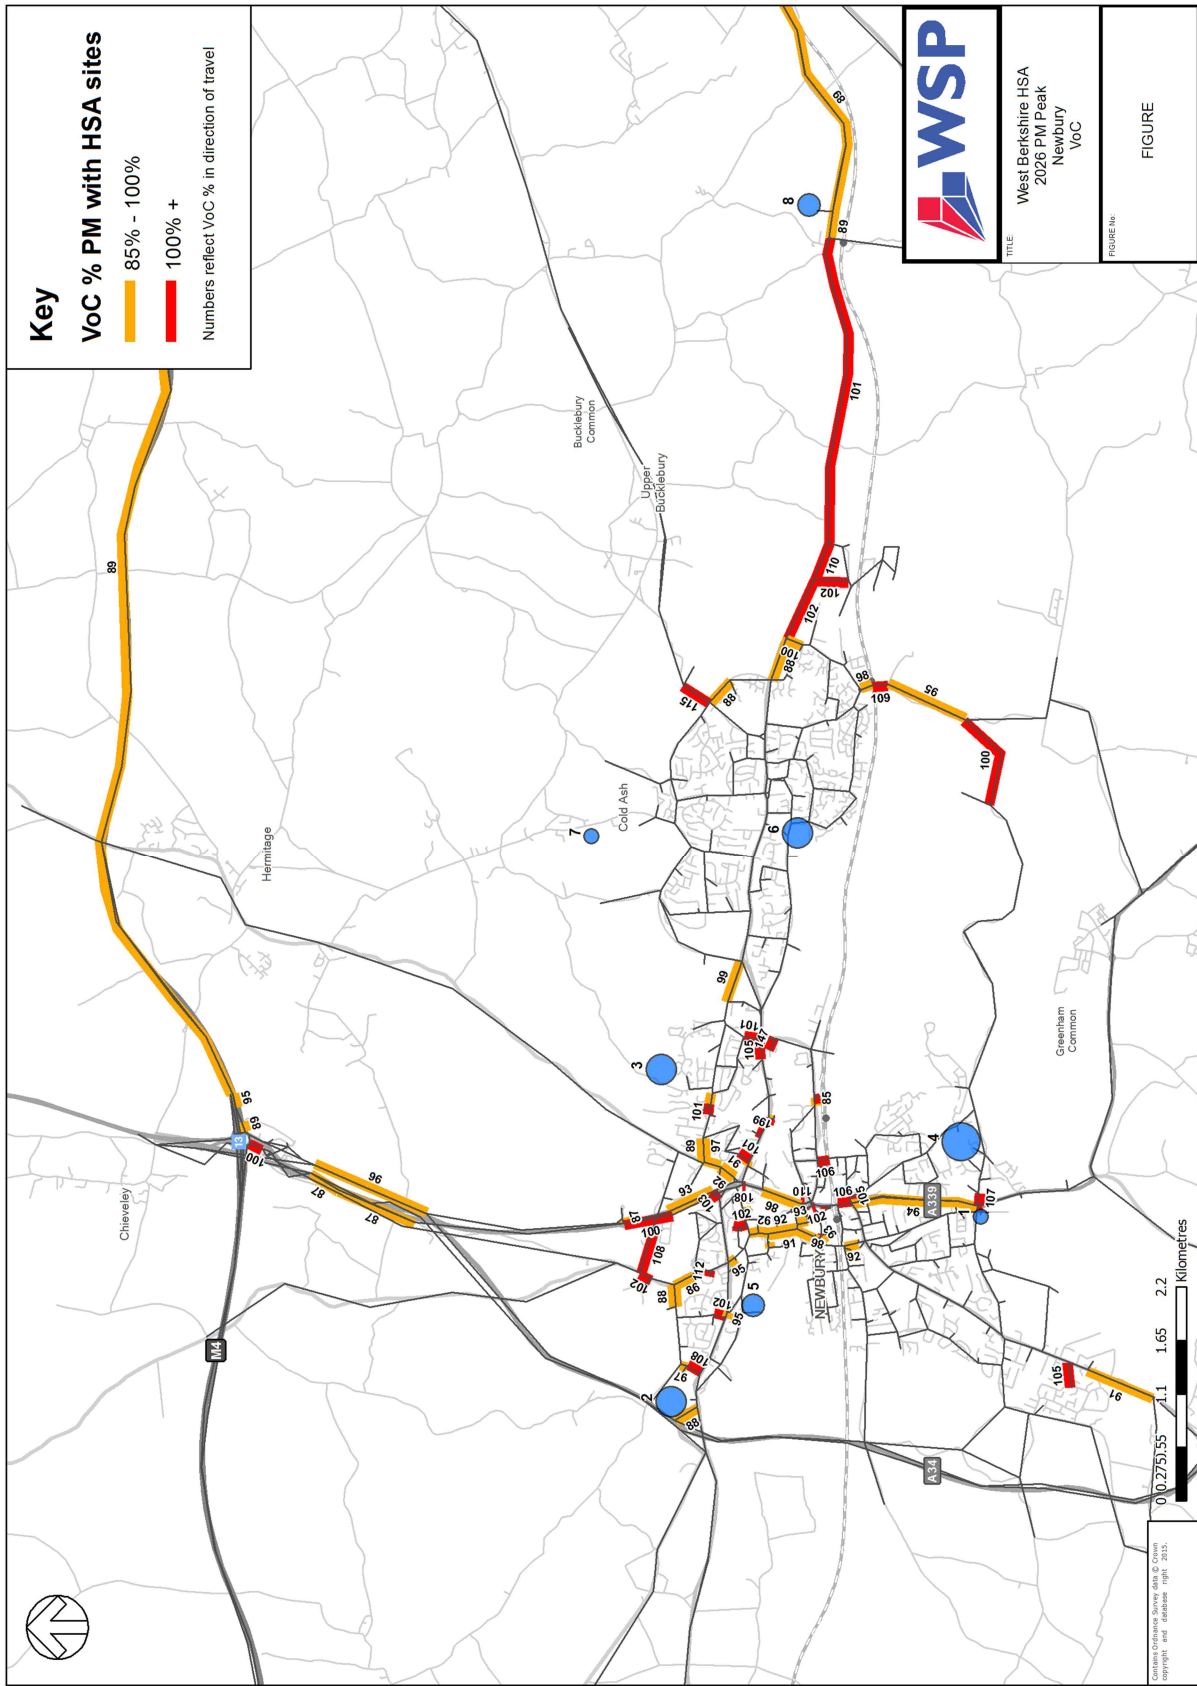 Key
VoC % PM with HSA sites
85% - 100%
100% +
Numbers reflect VoC % in direction of travel
WSP
TITLE:
West Berkshire HSA
2026 PM Peak
Newbury
VoC
FIGURE No:
FIGURE
Chieveley
M4
13
Hermitage
Bucklebury
Common
Upper
Bucklebury
Cold Ash
NEWBURY
Greenham
Common
A339
A34
1
2
3
4
5
6
7
8
89
95
89
100
96
87
87
87
100
108
102
93
103
92
97
89
91
101
101
99
101
105
147
199
108
86
110
93
102
102
92
92
91
98
93
92
106
105
106
85
94
107
88
98
112
95
102
95
108
97
88
105
91
115
88
88
100
102
102
110
101
89
89
98
109
95
100
0 0.275 0.55 1.1 1.65 2.2
Kilometres
Contains Ordnance Survey data © Crown
copyright and database right 2015.